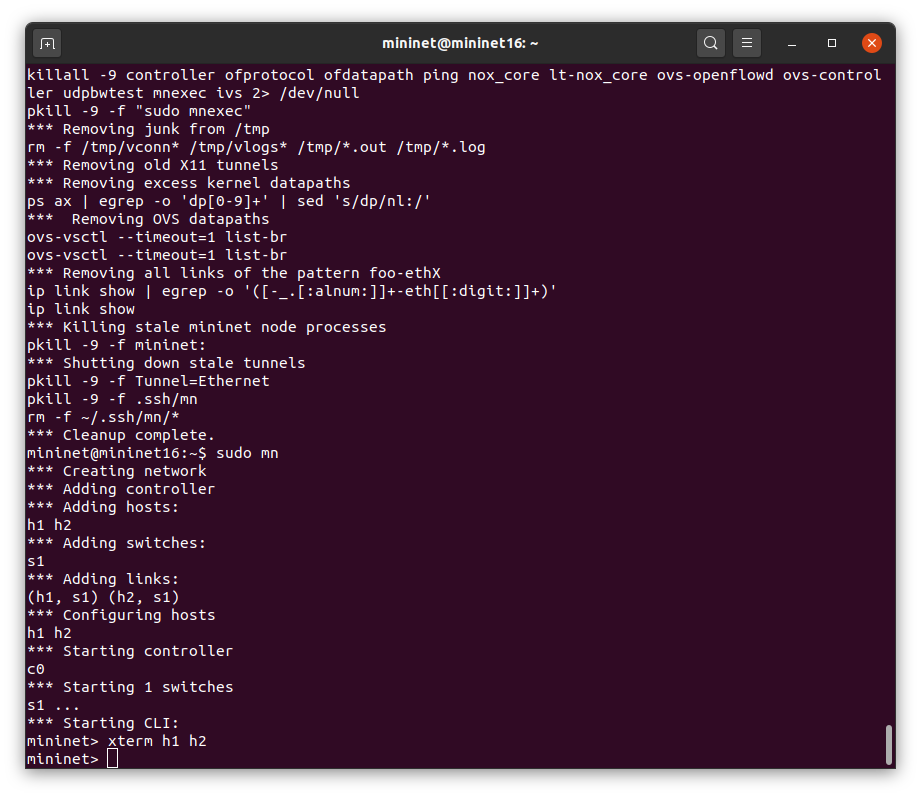 mininet@mininet16: ~
killall -9 controller ofprotocol ofdatapath ping nox_core lt-nox_core ovs-openflowd ovs-control
ler udpbwtest mnexec ivs 2> /dev/null
pkill -9 -f "sudo mnexec"
*** Removing junk from /tmp
rm -f /tmp/vconn* /tmp/vlogs* /tmp/*.out /tmp/*.log
*** Removing old X11 tunnels
*** Removing excess kernel datapaths
ps ax | egrep -o 'dp[0-9]+' | sed 's/dp/nl:/'
***  Removing OVS datapaths
ovs-vsctl --timeout=1 list-br
ovs-vsctl --timeout=1 list-br
*** Removing all links of the pattern foo-ethX
ip link show | egrep -o '([-_.[:alnum:]]+-eth[[:digit:]]+)'
ip link show
*** Killing stale mininet node processes
pkill -9 -f mininet:
*** Shutting down stale tunnels
pkill -9 -f Tunnel=Ethernet
pkill -9 -f .ssh/mn
rm -f ~/.ssh/mn/*
*** Cleanup complete.
mininet@mininet16:~$ sudo mn
*** Creating network
*** Adding controller
*** Adding hosts:
h1 h2
*** Adding switches:
s1
*** Adding links:
(h1, s1) (h2, s1)
*** Configuring hosts
h1 h2
*** Starting controller
c0
*** Starting 1 switches
s1 ...
*** Starting CLI:
mininet> xterm h1 h2
mininet>